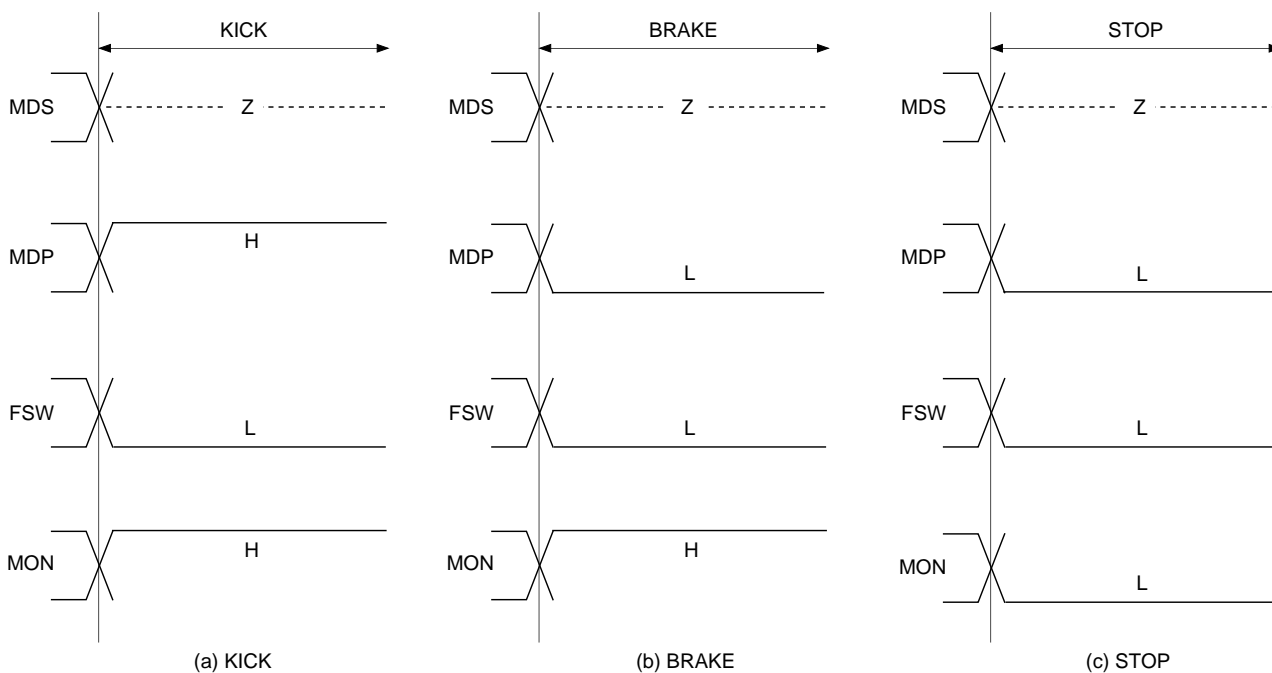 KICK
MDS
Z
MDP
H
FSW
L
MON
H
(a) KICK
BRAKE
MDS
Z
MDP
L
FSW
L
MON
H
(b) BRAKE
STOP
MDS
Z
MDP
L
FSW
L
MON
L
(c) STOP